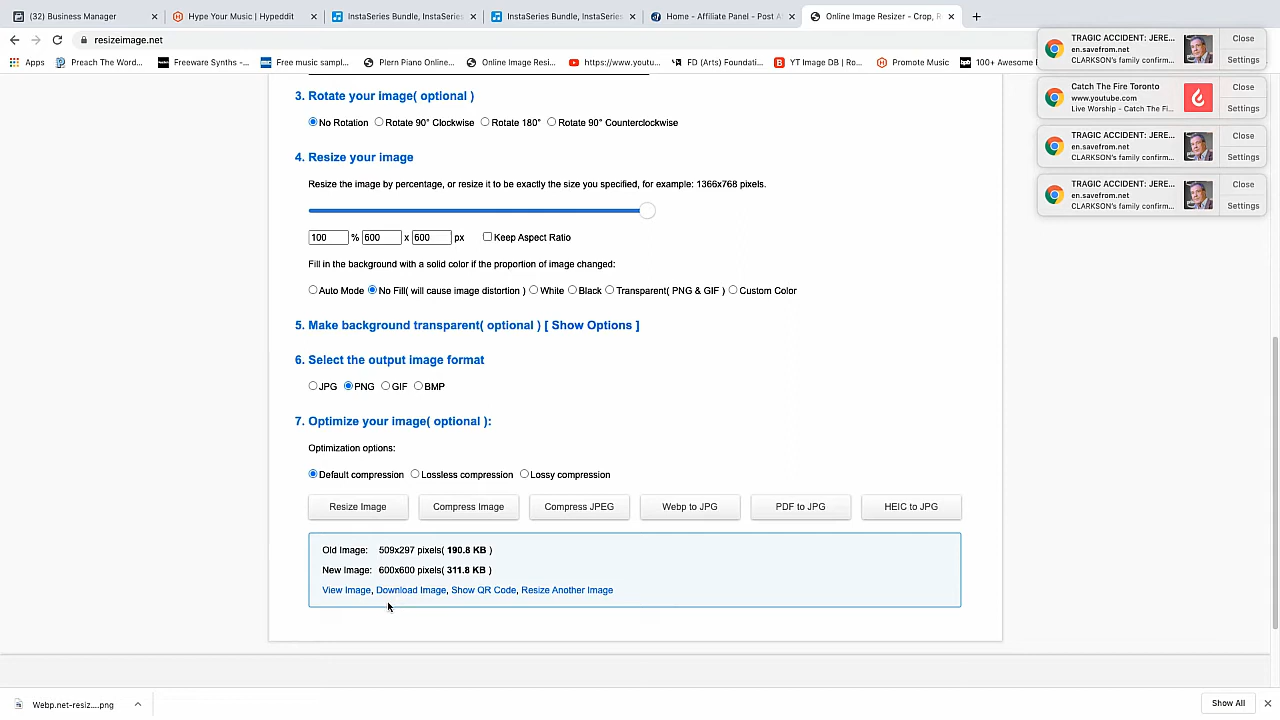 (32) Business Manager
Hype Your Music | Hypeddit
InstaSeries Bundle, InstaSeries
InstaSeries Bundle, InstaSeries
Home - Affiliate Panel - Post A
Online Image Resizer - Crop, R
resizeimage.net
Apps
Preach The Word...
Freeware Synths -...
Free music sampl...
Plern Piano Online...
Online Image Resi...
https://www.youtu...
FD (Arts) Foundati...
YT Image DB | Ro...
Promote Music
100+ Awesome
TRAGIC ACCIDENT: JERE...
en.savefrom.net
CLARKSON's family confirm...
Close
Settings
Catch The Fire Toronto
www.youtube.com
Live Worship - Catch The Fi...
Close
Settings
TRAGIC ACCIDENT: JERE...
en.savefrom.net
CLARKSON's family confirm...
Close
Settings
TRAGIC ACCIDENT: JERE...
en.savefrom.net
CLARKSON's family confirm...
Close
Settings
3. Rotate your image( optional )
No Rotation Rotate 90° Clockwise Rotate 180° Rotate 90° Counterclockwise
4. Resize your image
Resize the image by percentage, or resize it to be exactly the size you specified, for example: 1366x768 pixels.
100 % 600 x 600 px Keep Aspect Ratio
Fill in the background with a solid color if the proportion of image changed:
Auto Mode No Fill( will cause image distortion ) White Black Transparent( PNG & GIF ) Custom Color
5. Make background transparent( optional ) [ Show Options ]
6. Select the output image format
JPG PNG GIF BMP
7. Optimize your image( optional ):
Optimization options:
Default compression Lossless compression Lossy compression
Resize Image Compress Image Compress JPEG Webp to JPG PDF to JPG HEIC to JPG
Old Image: 509x297 pixels( 190.8 KB )
New Image: 600x600 pixels( 311.8 KB )
View Image, Download Image, Show QR Code, Resize Another Image
Webp.net-resiz....png
Show All